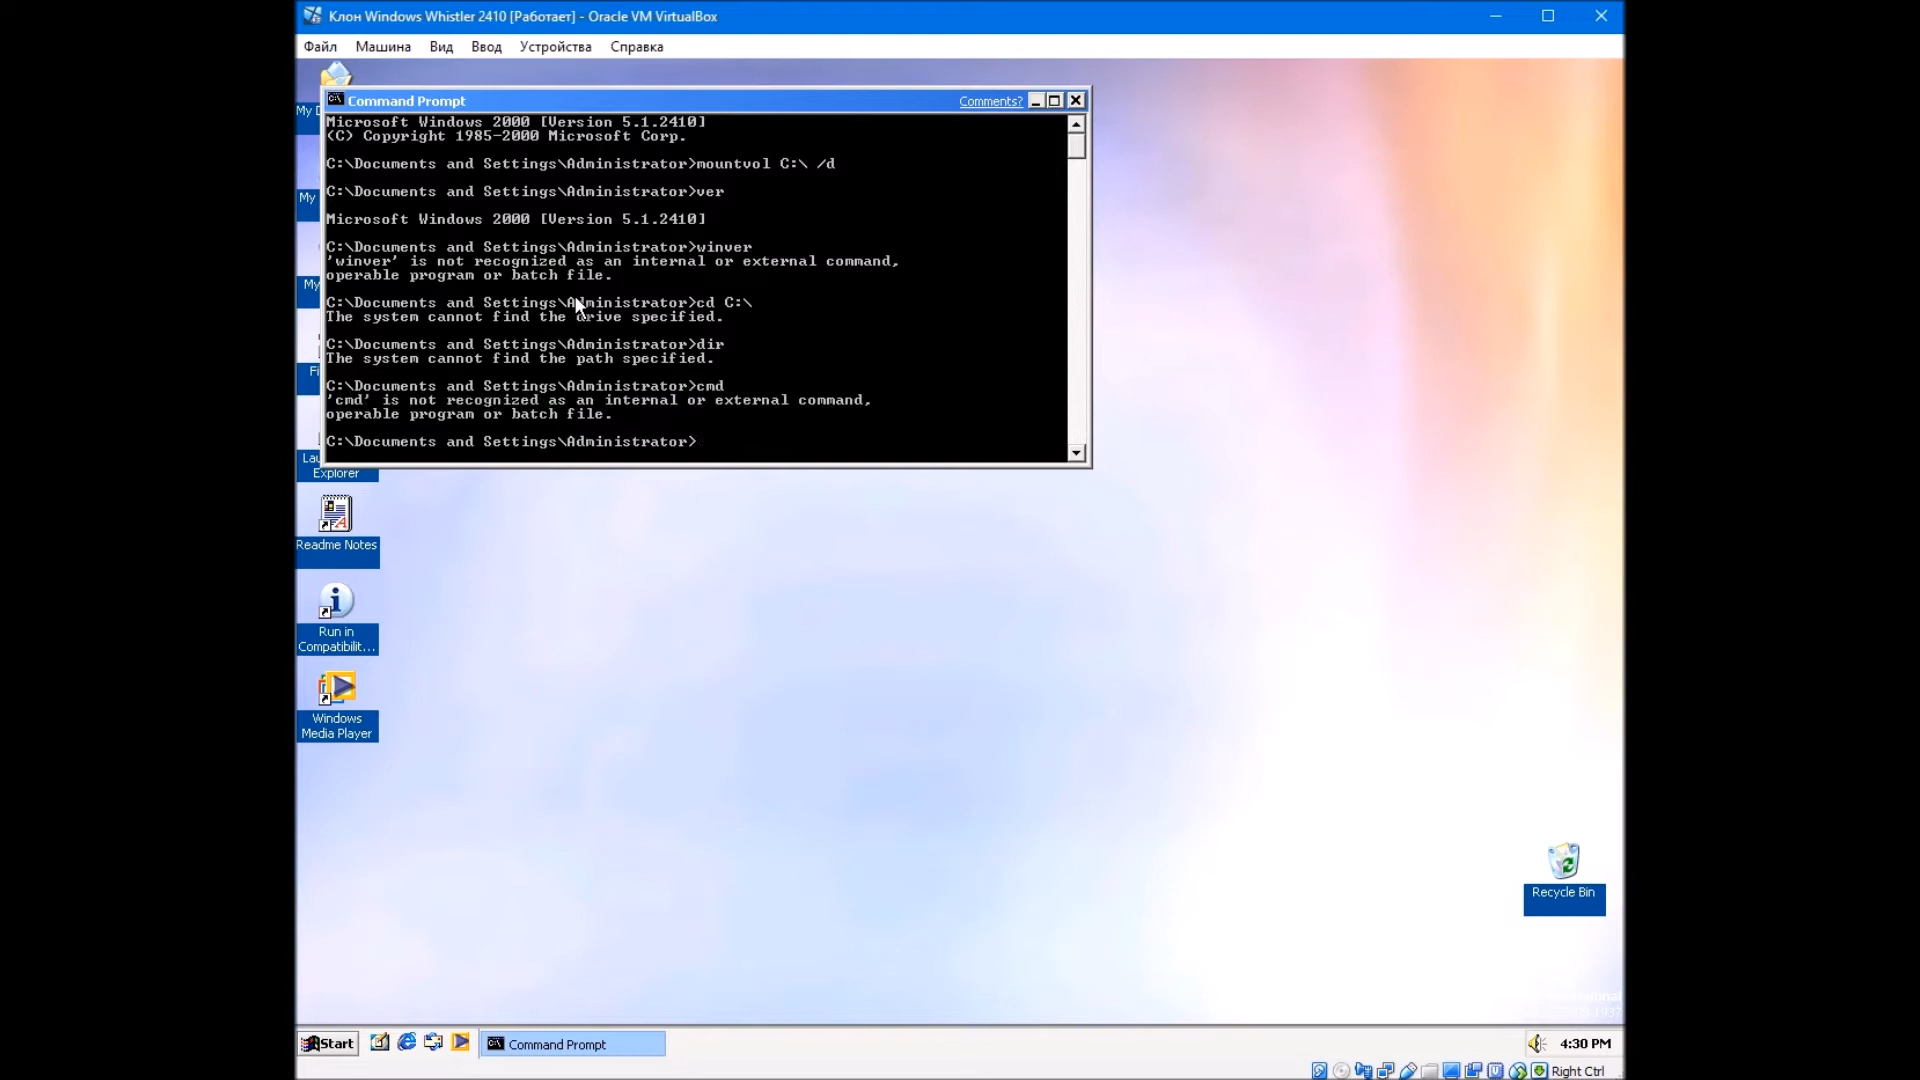 Клон Windows Whistler 2410 [Работает] - Oracle VM VirtualBox
Файл Машина Вид Ввод Устройства Справка
My
Command Prompt Comments?
Microsoft Windows 2000 [Version 5.1.2410]
(C) Copyright 1985-2000 Microsoft Corp.
C:\Documents and Settings\Administrator>mountvol C:\ /d
C:\Documents and Settings\Administrator>ver
My
Microsoft Windows 2000 [Version 5.1.2410]
C:\Documents and Settings\Administrator>winver
'winver' is not recognized as an internal or external command,
operable program or batch file.
My
C:\Documents and Settings\Administrator>cd C:\
The system cannot find the drive specified.
C:\Documents and Settings\Administrator>dir
The system cannot find the path specified.
Fi
C:\Documents and Settings\Administrator>cmd
'cmd' is not recognized as an internal or external command,
operable program or batch file.
C:\Documents and Settings\Administrator>
Lau
Explorer
Readme Notes
Run in
Compatibilit...
Windows
Media Player
Recycle Bin
Start Command Prompt 4:30 PM
Right Ctrl